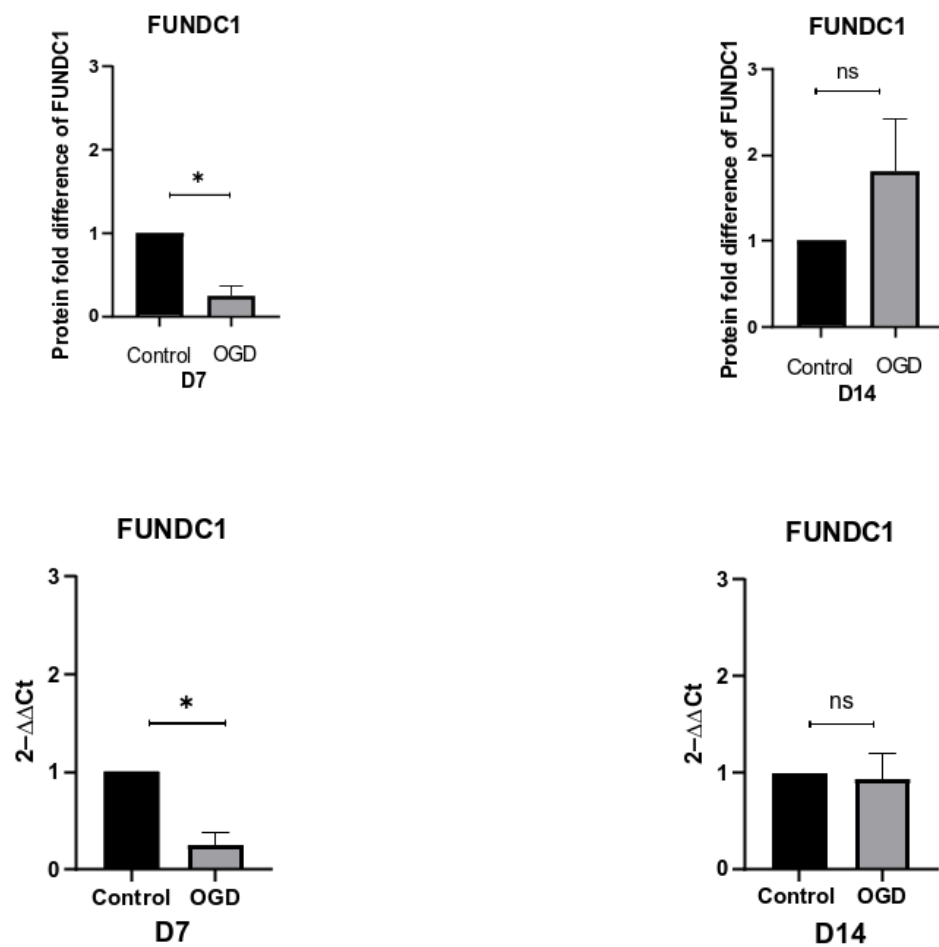 FUNDC1
Protein fold difference of FUNDC1
3
2
1
0
*
Control OGD
D7
FUNDC1
Protein fold difference of FUNDC1
3
2
1
0
ns
Control OGD
D14
FUNDC1
2−ΔΔCt
3
2
1
0
*
Control OGD
D7
FUNDC1
2−ΔΔCt
3
2
1
0
ns
Control OGD
D14